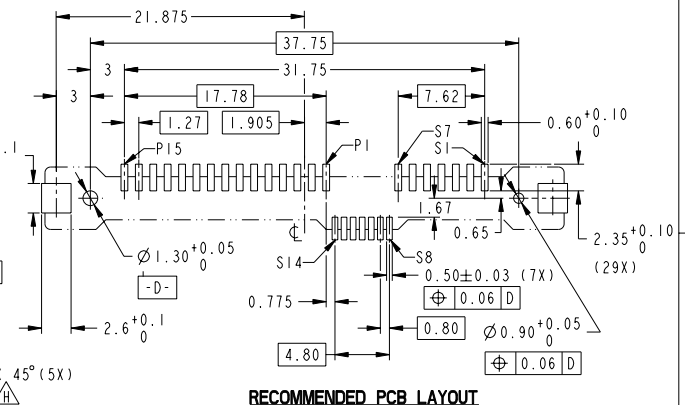 21.875
37.75
3
31.75
3
17.78
7.62
1.27
1.905
0.60 +0.10 0
.1
P15
P1
S7
S1
1.67
0.65
2.35 +0.10 0
(29X)
Ø1.30 +0.05 0
-D-
℄
S14
S8
0.50±0.03 (7X)
⌖ 0.06 D
0.775
0.80
2.6 +0.1 0
4.80
Ø0.90 +0.05 0
⌖ 0.06 D
45° (5X)
H
RECOMMENDED PCB LAYOUT